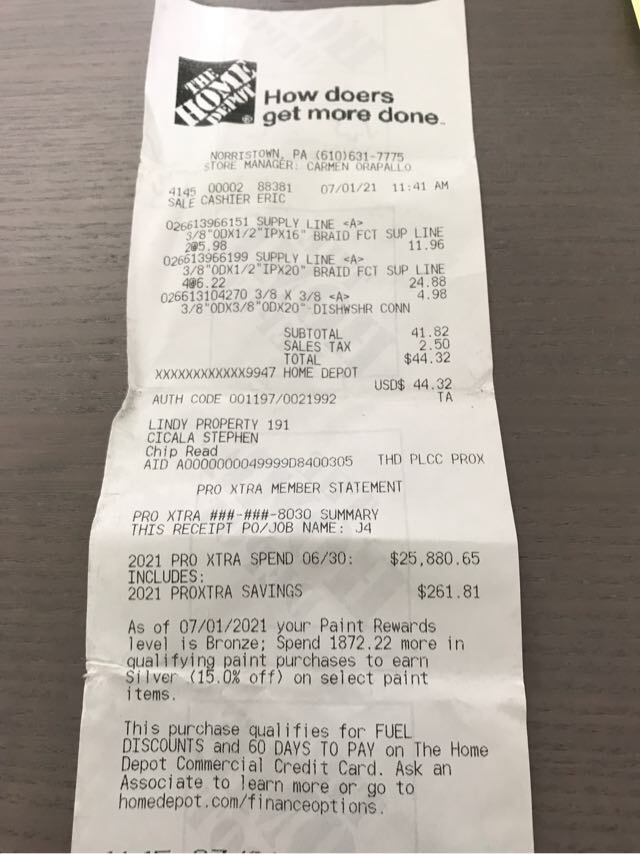 THE
HOME
DEPOT
How doers
get more done.
NORRISTOWN, PA (610)631-7775
STORE MANAGER: CARMEN ORAPALLO
4145 00002 88381 07/01/21 11:41 AM
SALE CASHIER ERIC
026613966151 SUPPLY LINE <A>
3/8"ODX1/2"IPX16" BRAID FCT SUP LINE
2@5.98 11.96
026613966199 SUPPLY LINE <A>
3/8"ODX1/2"IPX20" BRAID FCT SUP LINE
4@6.22 24.88
026613104270 3/8 X 3/8 <A> 4.98
3/8"ODX3/8"ODX20" DISHWSHR CONN
SUBTOTAL 41.82
SALES TAX 2.50
TOTAL $44.32
XXXXXXXXXXXX9947 HOME DEPOT
USD$ 44.32
AUTH CODE 001197/0021992 TA
LINDY PROPERTY 191
CICALA STEPHEN
Chip Read
AID A0000000049999D8400305 THD PLCC PROX
PRO XTRA MEMBER STATEMENT
PRO XTRA ###-###-8030 SUMMARY
THIS RECEIPT PO/JOB NAME: J4
2021 PRO XTRA SPEND 06/30: $25,880.65
INCLUDES:
2021 PROXTRA SAVINGS $261.81
As of 07/01/2021 your Paint Rewards
level is Bronze; Spend 1872.22 more in
qualifying paint purchases to earn
Silver (15.0% off) on select paint
items.
This purchase qualifies for FUEL
DISCOUNTS and 60 DAYS TO PAY on The Home
Depot Commercial Credit Card. Ask an
Associate to learn more or go to
homedepot.com/financeoptions.